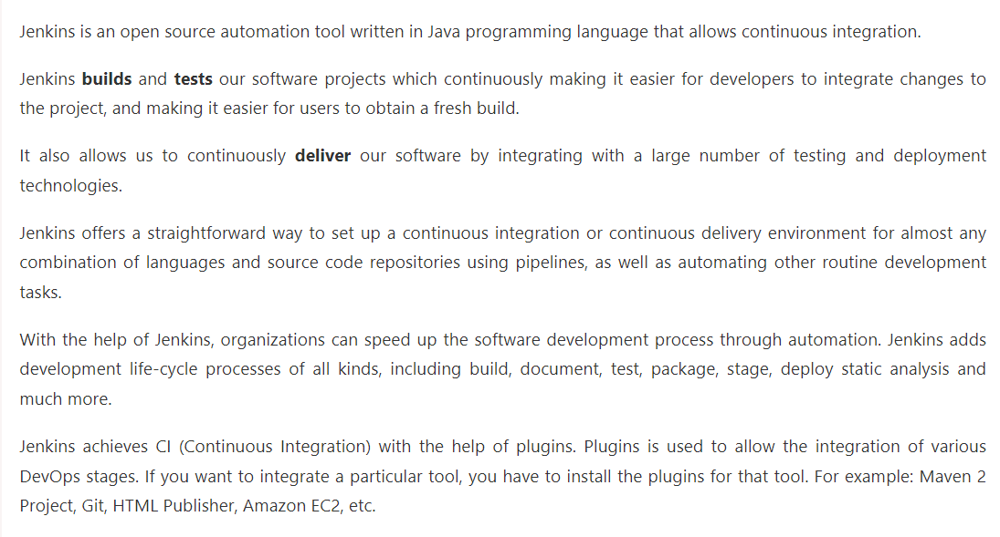 Jenkins is an open source automation tool written in Java programming language that allows continuous integration.
Jenkins builds and tests our software projects which continuously making it easier for developers to integrate changes to
the project, and making it easier for users to obtain a fresh build.
It also allows us to continuously deliver our software by integrating with a large number of testing and deployment
technologies.
Jenkins offers a straightforward way to set up a continuous integration or continuous delivery environment for almost any
combination of languages and source code repositories using pipelines, as well as automating other routine development
tasks.
With the help of Jenkins, organizations can speed up the software development process through automation. Jenkins adds
development life-cycle processes of all kinds, including build, document, test, package, stage, deploy static analysis and
much more.
Jenkins achieves CI (Continuous Integration) with the help of plugins. Plugins is used to allow the integration of various
DevOps stages. If you want to integrate a particular tool, you have to install the plugins for that tool. For example: Maven 2
Project, Git, HTML Publisher, Amazon EC2, etc.